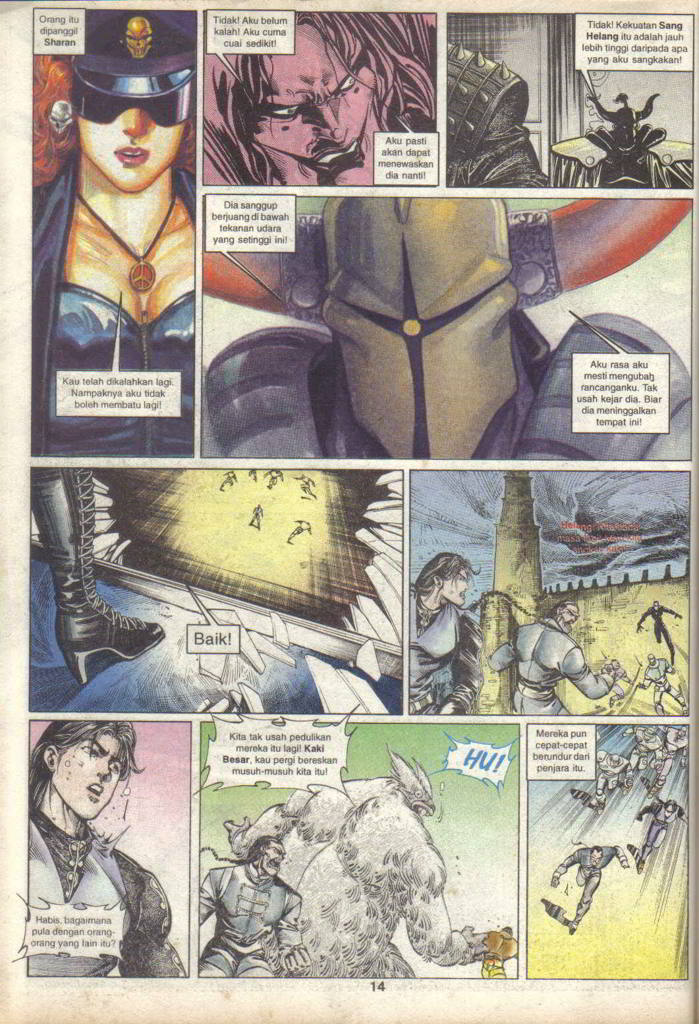 Orang itu
dipanggil
Sharan
Kau telah dikalahkan lagi.
Nampaknya aku tidak
boleh membatu lagi!
Tidak! Aku belum
kalah! Aku cuma
cuai sedikit!
Aku pasti
akan dapat
menewaskan
dia nanti!
Tidak! Kekuatan Sang
Helang itu adalah jauh
lebih tinggi daripada apa
yang aku sangkakan!
Dia sanggup
berjuang di bawah
tekanan udara
yang setinggi ini!
Aku rasa aku
mesti mengubah
rancanganku. Tak
usah kejar dia. Biar
dia meninggalkan
tempat ini!
Baik!
Habis, bagaimana
pula dengan orang-
orang yang lain itu?
Kita tak usah pedulikan
mereka itu lagi! Kaki
Besar, kau pergi bereskan
musuh-musuh kita itu!
HU!
Mereka pun
cepat-cepat
berundur dari
penjara itu.
14